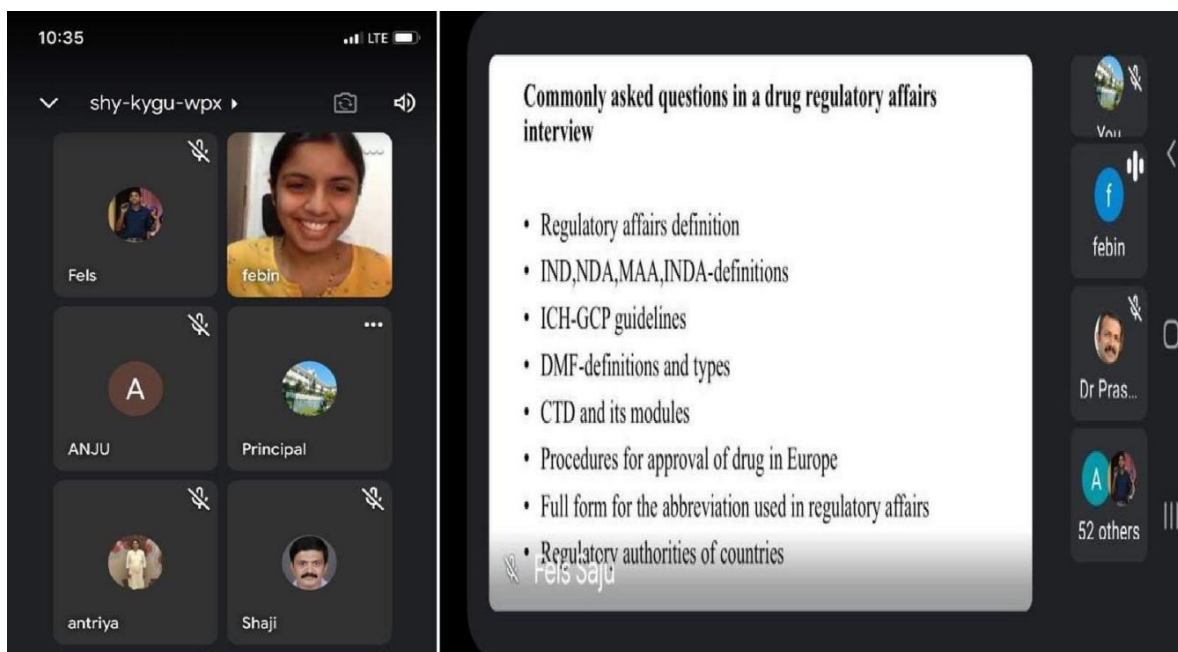 10:35
LTE
shy-kygu-wpx
Fels
febin
A
ANJU
Principal
antriya
Shaji
Commonly asked questions in a drug regulatory affairs
interview
• Regulatory affairs definition
• IND,NDA,MAA,INDA-definitions
• ICH-GCP guidelines
• DMF-definitions and types
• CTD and its modules
• Procedures for approval of drug in Europe
• Full form for the abbreviation used in regulatory affairs
• Regulatory authorities of countries
Fels Saju
You
f
febin
Dr Pras...
A
52 others